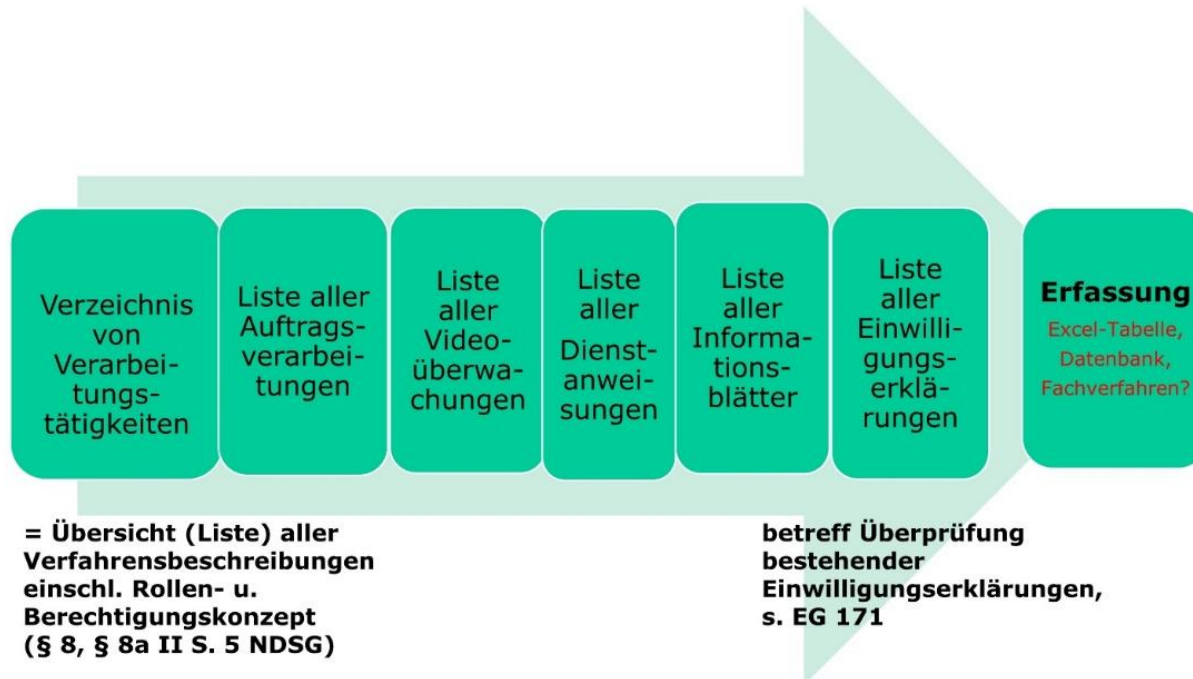 Verzeichnis
von
Verarbei-
tungs-
tätigkeiten
Liste aller
Auftrags-
verarbei-
tungen
Liste
aller
Video-
überwa-
chungen
Liste
aller
Dienst-
anwei-
sungen
Liste
aller
Informa-
tions-
blätter
Liste
aller
Einwilli-
gungs-
erklä-
rungen
Erfassung
Excel-Tabelle,
Datenbank,
Fachverfahren?
= Übersicht (Liste) aller
Verfahrensbeschreibungen
einschl. Rollen- u.
Berechtigungskonzept
(§ 8, § 8a II S. 5 NDSG)
betreff Überprüfung
bestehender
Einwilligungserklärungen,
s. EG 171